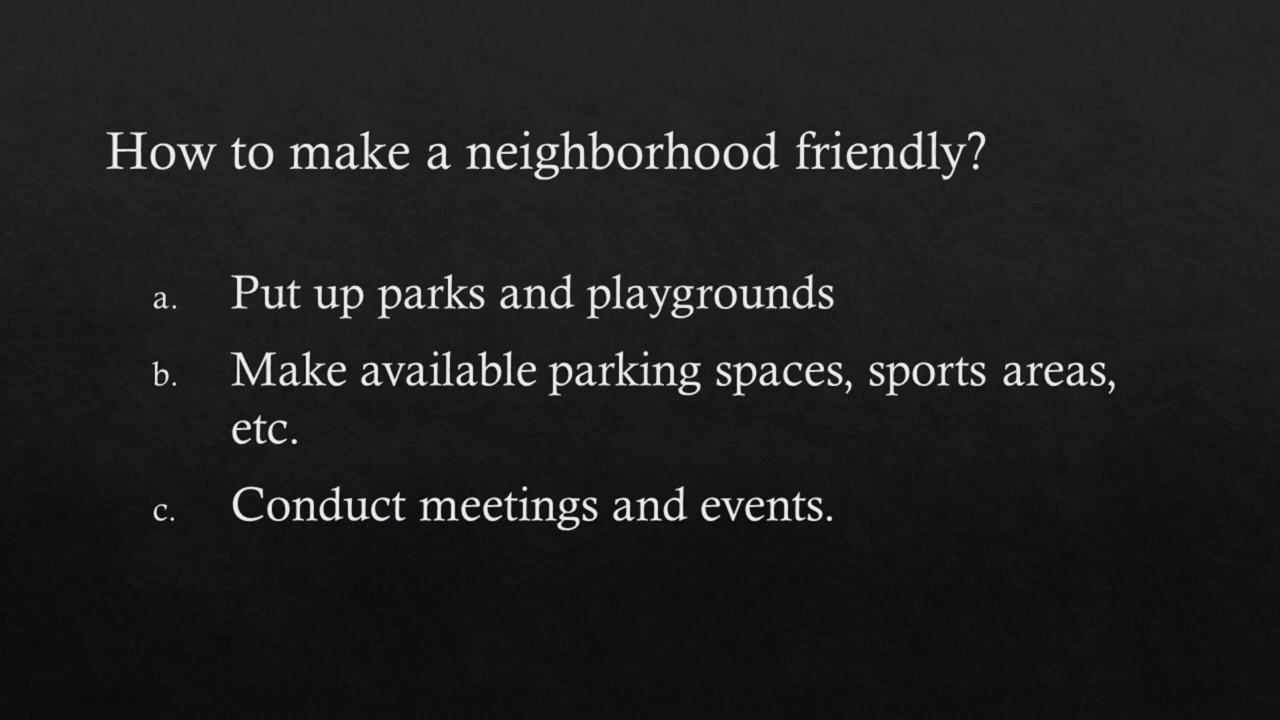 How to make a neighborhood friendly?
a. Put up parks and playgrounds
b. Make available parking spaces, sports areas,
etc.
c. Conduct meetings and events.